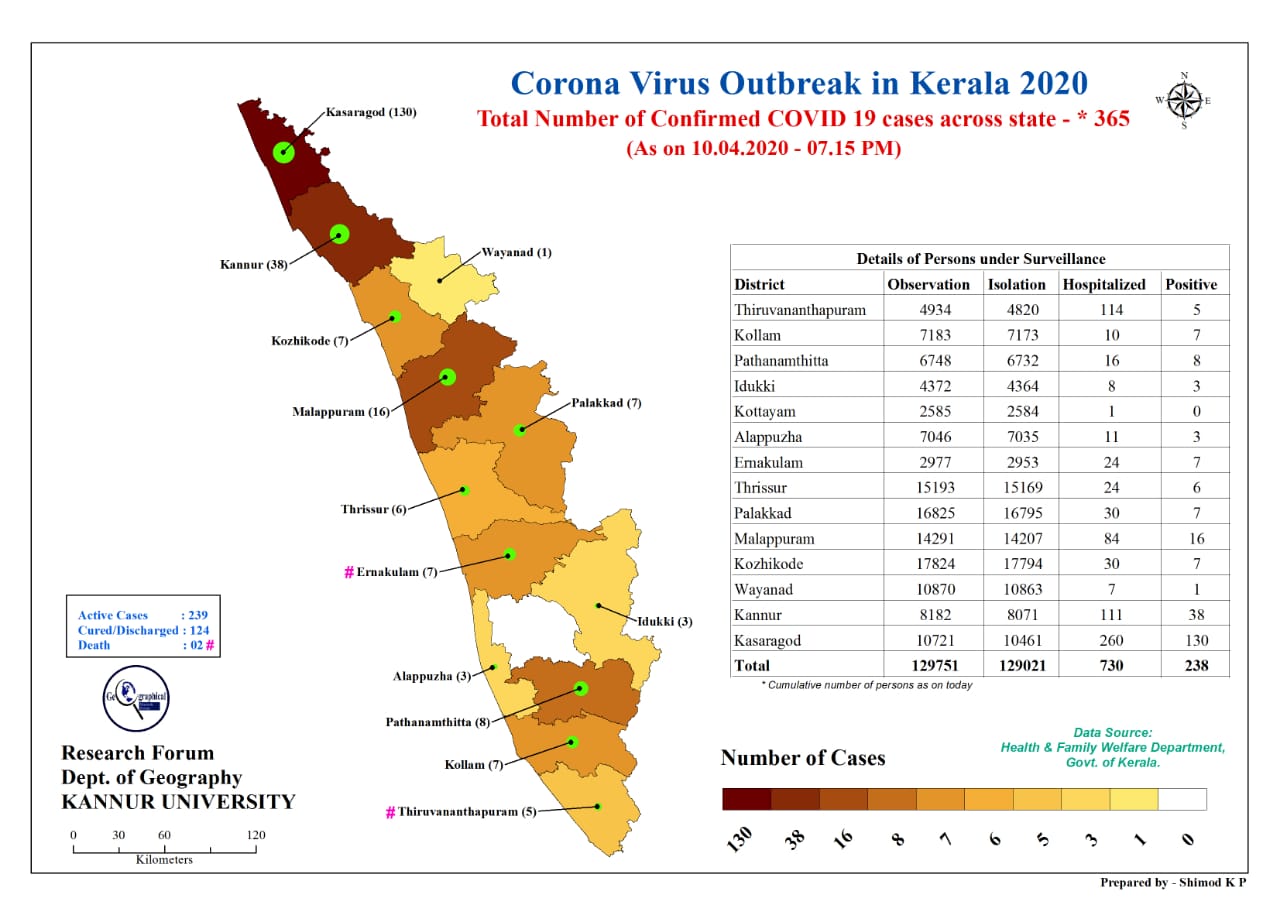 Corona Virus Outbreak in Kerala 2020
Total Number of Confirmed COVID 19 cases across state - * 365
(As on 10.04.2020 - 07.15 PM)
N
W E
S
Kasaragod (130)
Kannur (38)
Wayanad (1)
Kozhikode (7)
Malappuram (16)
Palakkad (7)
Thrissur (6)
# Ernakulam (7)
Idukki (3)
Alappuzha (3)
Pathanamthitta (8)
Kollam (7)
# Thiruvananthapuram (5)
Details of Persons under Surveillance
District Observation Isolation Hospitalized Positive
Thiruvananthapuram 4934 4820 114 5
Kollam 7183 7173 10 7
Pathanamthitta 6748 6732 16 8
Idukki 4372 4364 8 3
Kottayam 2585 2584 1 0
Alappuzha 7046 7035 11 3
Ernakulam 2977 2953 24 7
Thrissur 15193 15169 24 6
Palakkad 16825 16795 30 7
Malappuram 14291 14207 84 16
Kozhikode 17824 17794 30 7
Wayanad 10870 10863 7 1
Kannur 8182 8071 111 38
Kasaragod 10721 10461 260 130
Total 129751 129021 730 238
* Cumulative number of persons as on today
Active Cases : 239
Cured/Discharged : 124
Death : 02 #
Research Forum
Dept. of Geography
KANNUR UNIVERSITY
0 30 60 120
Kilometers
Data Source:
Health & Family Welfare Department,
Govt. of Kerala.
Number of Cases
130 38 16 8 7 6 5 3 1 0
Prepared by - Shimod K P